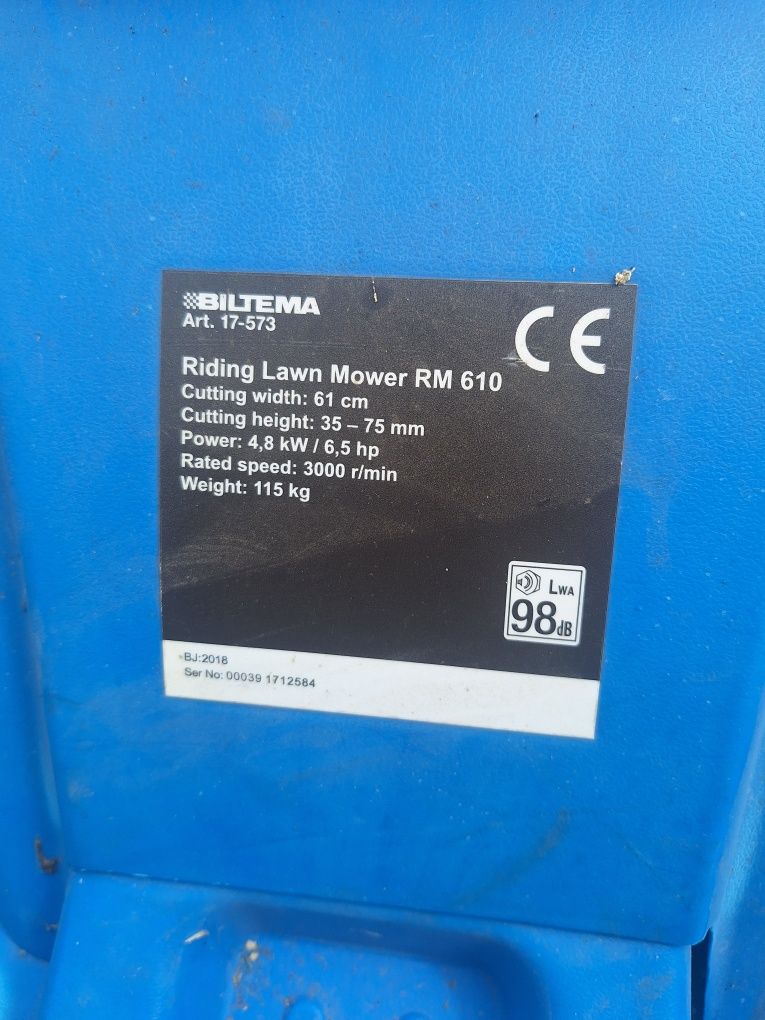 BILTEMA
Art. 17-573
CE
Riding Lawn Mower RM 610
Cutting width: 61 cm
Cutting height: 35 – 75 mm
Power: 4,8 kW / 6,5 hp
Rated speed: 3000 r/min
Weight: 115 kg
LWA
98dB
BJ:2018
Ser No: 00039 1712584